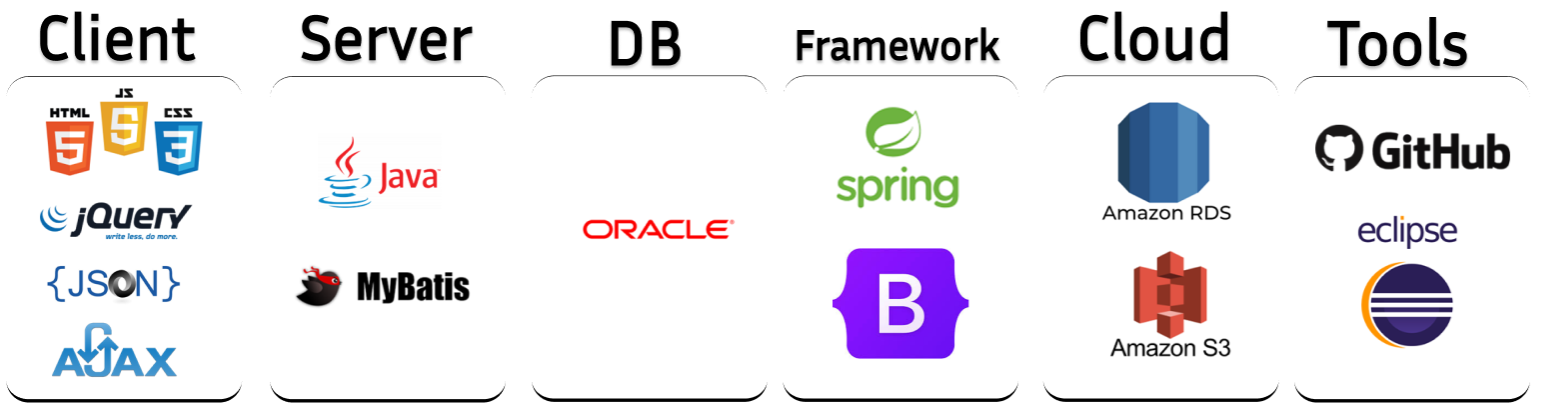 Client
Server
DB
Framework
Cloud
Tools
HTML
JS
CSS
5
5
3
jQuery
write less, do more.
{JSON}
AJAX
Java
MyBatis
ORACLE®
spring
B
Amazon RDS
Amazon S3
GitHub
eclipse